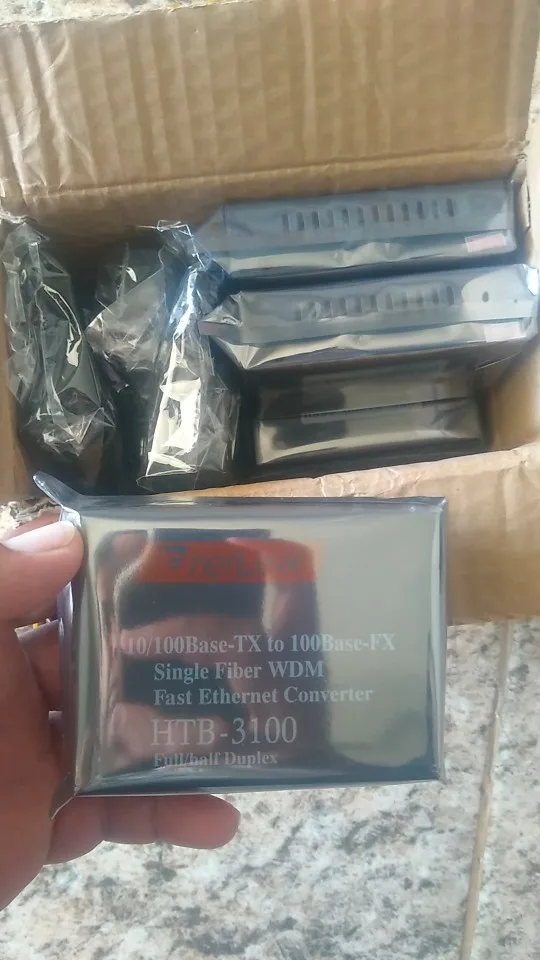 10/100Base-TX to 100Base-FX
Single Fiber WDM
Fast Ethernet Converter
HTB-3100
Full/half Duplex